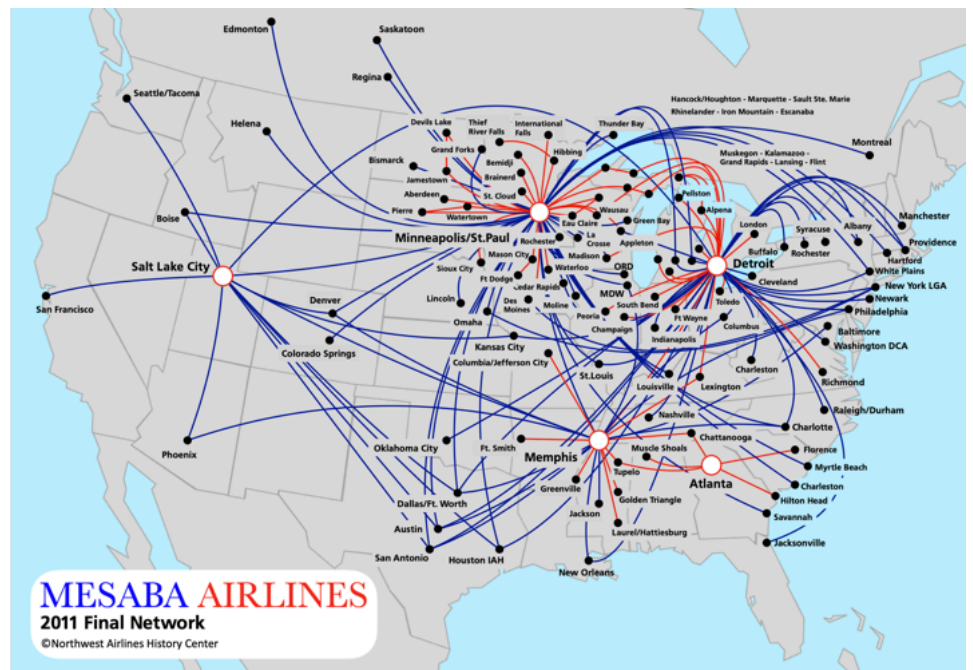 Edmonton
Saskatoon
Regina
Seattle/Tacoma
Helena
Hancock/Houghton - Marquette - Sault Ste. Marie
Rhinelander - Iron Mountain - Escanaba
Devils Lake
Thief
River Falls
International
Falls
Thunder Bay
Montreal
Grand Forks
Hibbing
Muskegon - Kalamazoo -
Grand Rapids - Lansing - Flint
Bismarck
Bemidji
Jamestown
Brainerd
Pellston
Aberdeen
St. Cloud
Boise
Pierre
Watertown
Wausau
Alpena
Eau Claire
Green Bay
London
Syracuse
Albany
Manchester
Minneapolis/St.Paul
Rochester
La
Crosse
Appleton
Buffalo
Rochester
Providence
Hartford
Mason City
Madison
Salt Lake City
Sioux City
Waterloo
ORD
Detroit
White Plains
Ft Dodge
Cedar Rapids
Cleveland
New York LGA
San Francisco
Denver
Lincoln
Des
Moines
Moline
MDW
South Bend
Toledo
Newark
Omaha
Peoria
Ft Wayne
Philadelphia
Champaign
Columbus
Baltimore
Colorado Springs
Kansas City
Indianapolis
Washington DCA
Columbia/Jefferson City
St.Louis
Charleston
Louisville
Lexington
Richmond
Nashville
Raleigh/Durham
Phoenix
Oklahoma City
Ft. Smith
Memphis
Muscle Shoals
Chattanooga
Charlotte
Florence
Tupelo
Atlanta
Myrtle Beach
Greenville
Charleston
Dallas/Ft. Worth
Golden Triangle
Hilton Head
Jackson
Savannah
Austin
Laurel/Hattiesburg
San Antonio
Houston IAH
New Orleans
Jacksonville
MESABA AIRLINES
2011 Final Network
©Northwest Airlines History Center